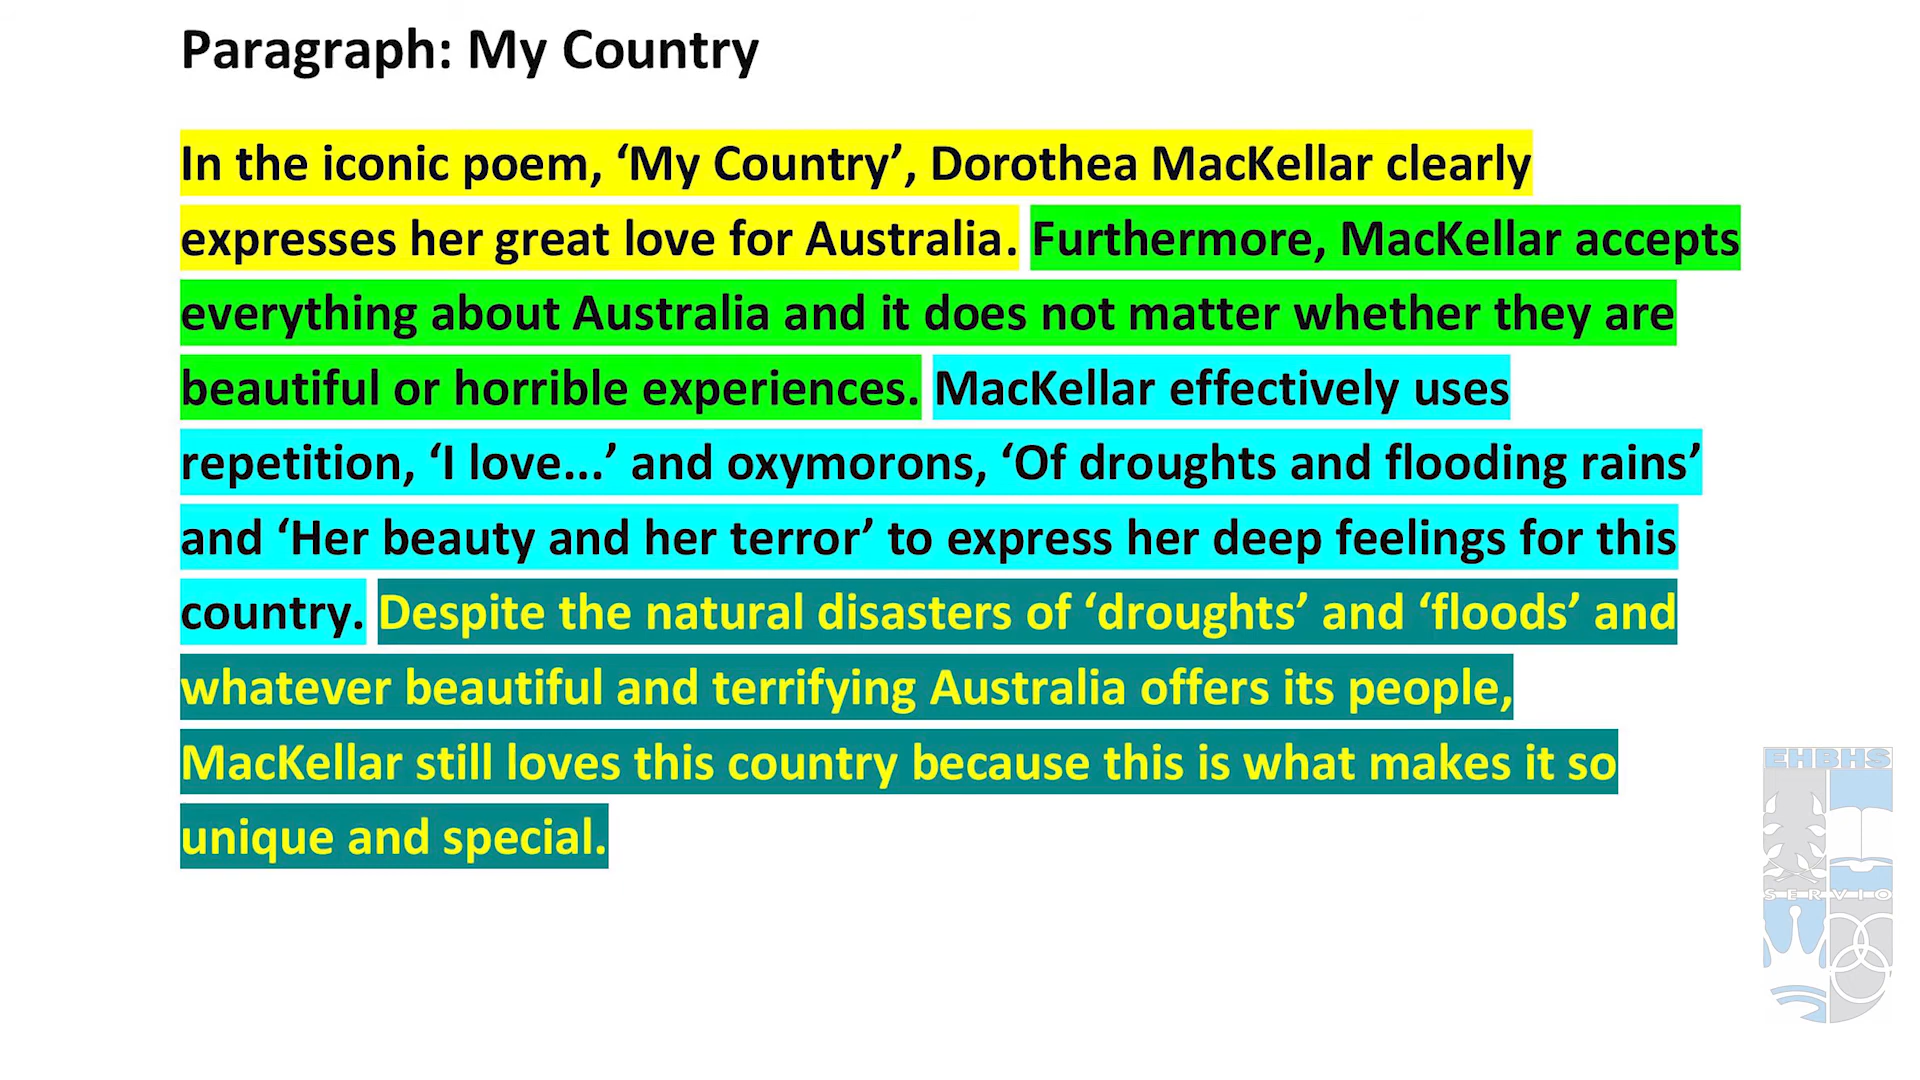 Paragraph: My Country
In the iconic poem, ‘My Country’, Dorothea MacKellar clearly
expresses her great love for Australia. Furthermore, MacKellar accepts
everything about Australia and it does not matter whether they are
beautiful or horrible experiences. MacKellar effectively uses
repetition, ‘I love...’ and oxymorons, ‘Of droughts and flooding rains’
and ‘Her beauty and her terror’ to express her deep feelings for this
country. Despite the natural disasters of ‘droughts’ and ‘floods’ and
whatever beautiful and terrifying Australia offers its people,
MacKellar still loves this country because this is what makes it so
unique and special.
EHBHS
SERVIO